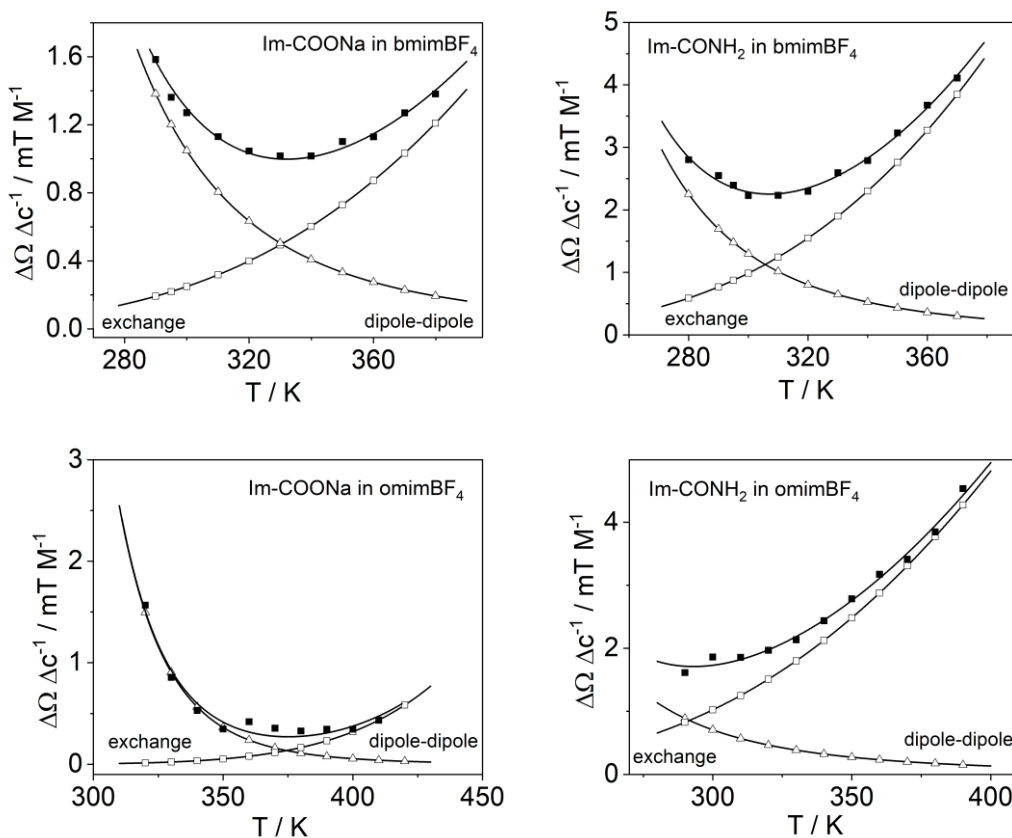 Im-COONa in bmimBF4
ΔΩ Δc⁻¹ / mT M⁻¹
1.6
1.2
0.8
0.4
0.0
exchange
dipole-dipole
280 320 360
T / K
Im-CONH2 in bmimBF4
ΔΩ Δc⁻¹ / mT M⁻¹
5
4
3
2
1
0
exchange
dipole-dipole
280 320 360
T / K
Im-COONa in omimBF4
ΔΩ Δc⁻¹ / mT M⁻¹
3
2
1
0
exchange
dipole-dipole
300 350 400 450
T / K
Im-CONH2 in omimBF4
ΔΩ Δc⁻¹ / mT M⁻¹
4
2
0
exchange
dipole-dipole
300 350 400
T / K